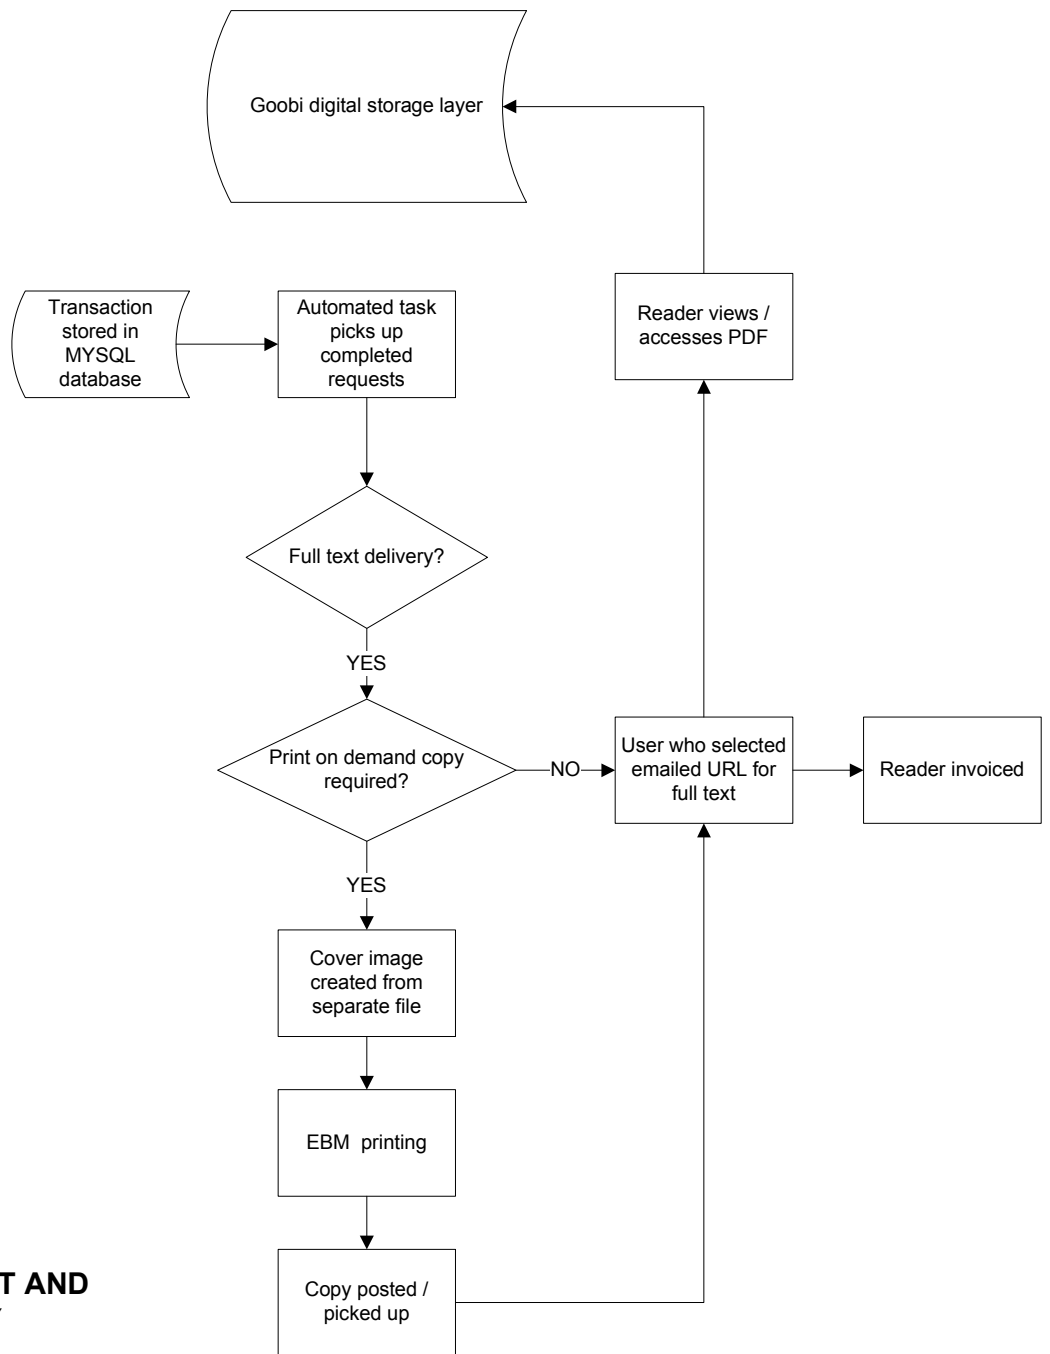 Goobi digital storage layer
Transaction
stored in
MYSQL
database
Automated task
picks up
completed
requests
Reader views /
accesses PDF
Full text delivery?
YES
Print on demand copy
required?
NO
User who selected
emailed URL for
full text
Reader invoiced
YES
Cover image
created from
separate file
EBM printing
Copy posted /
picked up
T AND